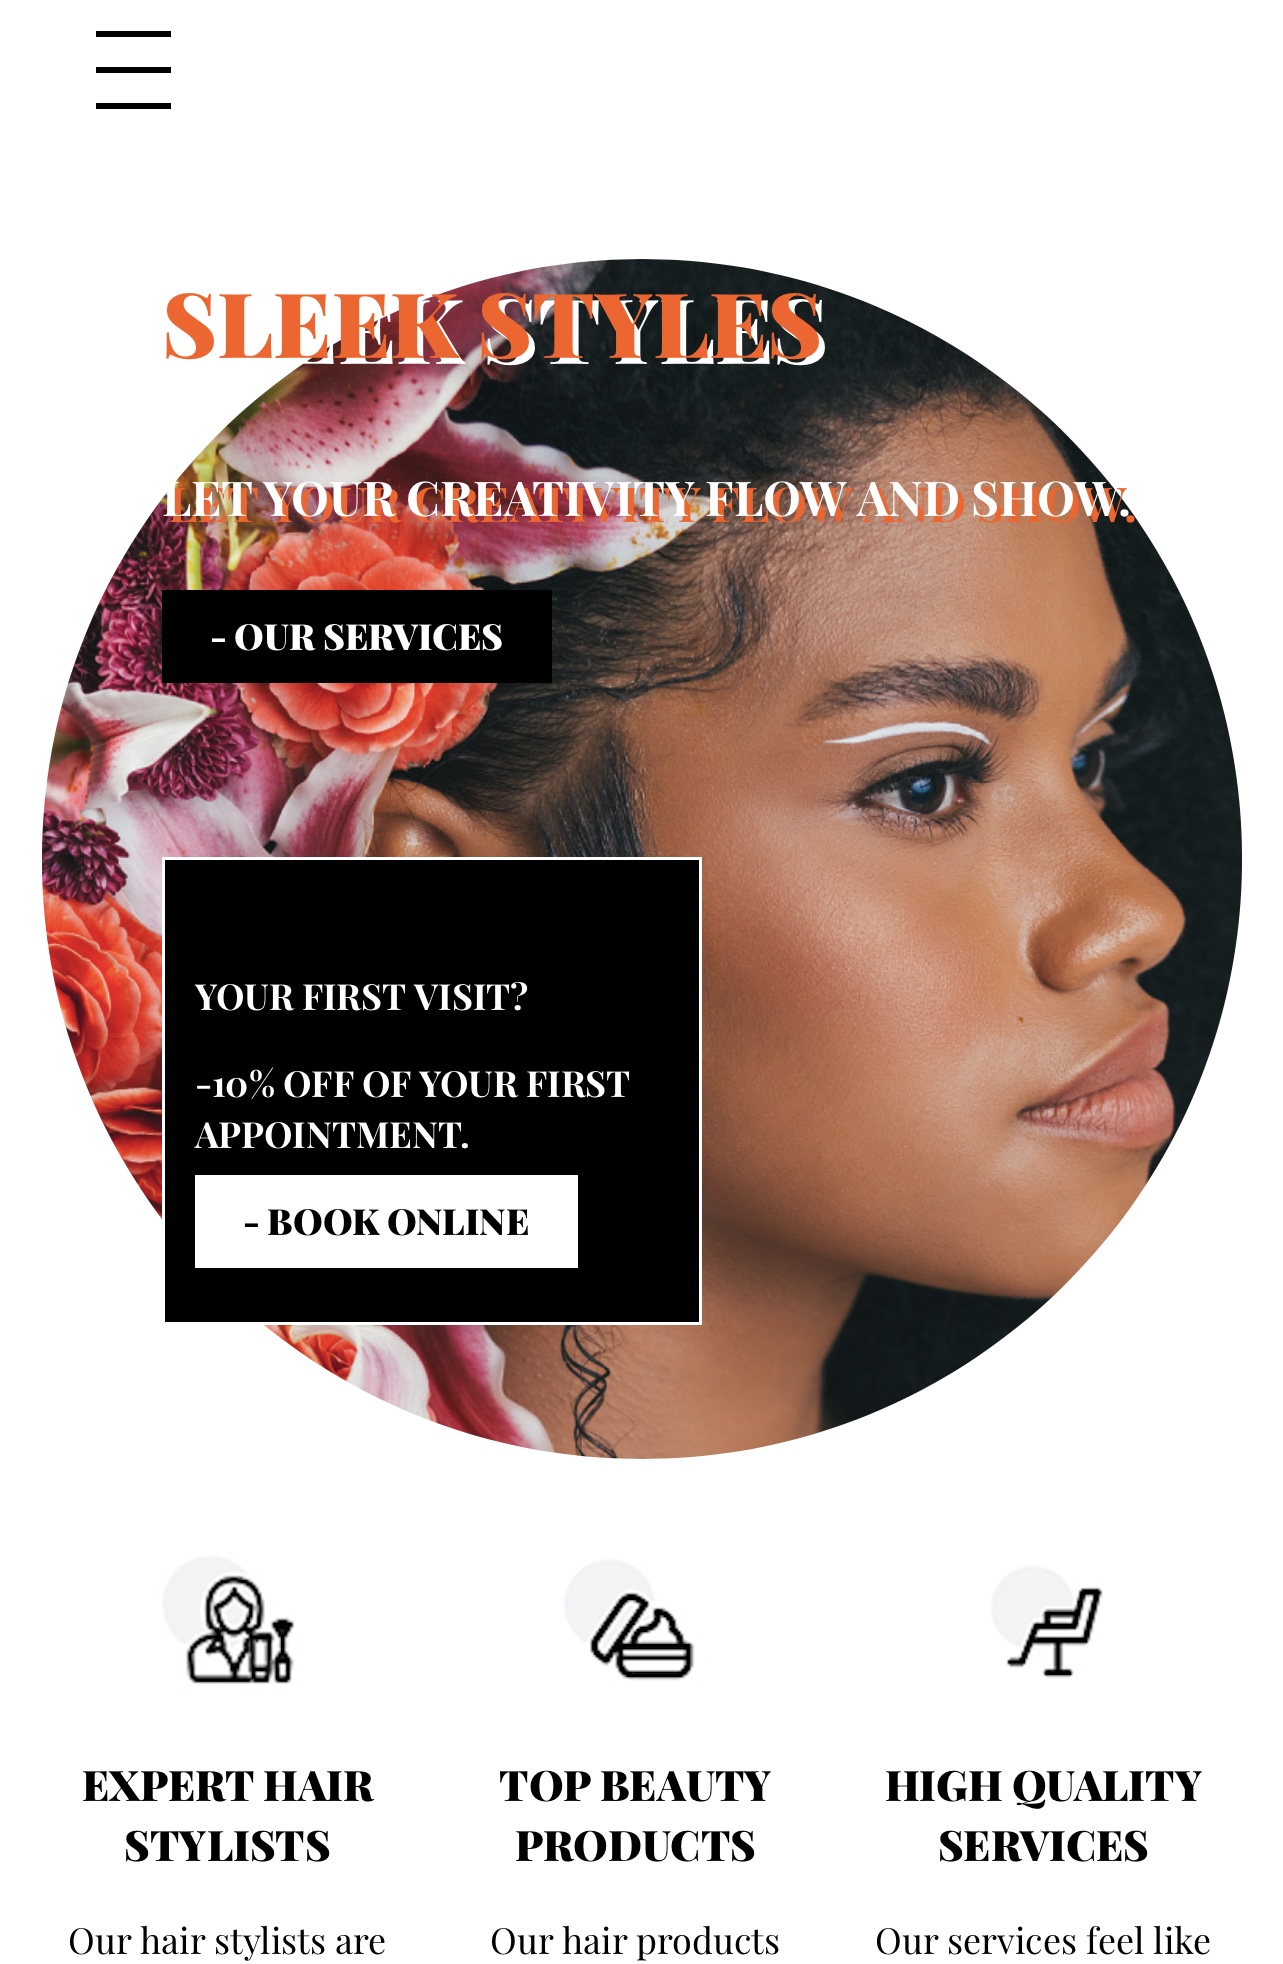 SLEEK STYLES
LET YOUR CREATIVITY FLOW AND SHOW.
- OUR SERVICES
YOUR FIRST VISIT?
-10% OFF OF YOUR FIRST
APPOINTMENT.
- BOOK ONLINE
EXPERT HAIR
STYLISTS
Our hair stylists are
TOP BEAUTY
PRODUCTS
Our hair products
HIGH QUALITY
SERVICES
Our services feel like